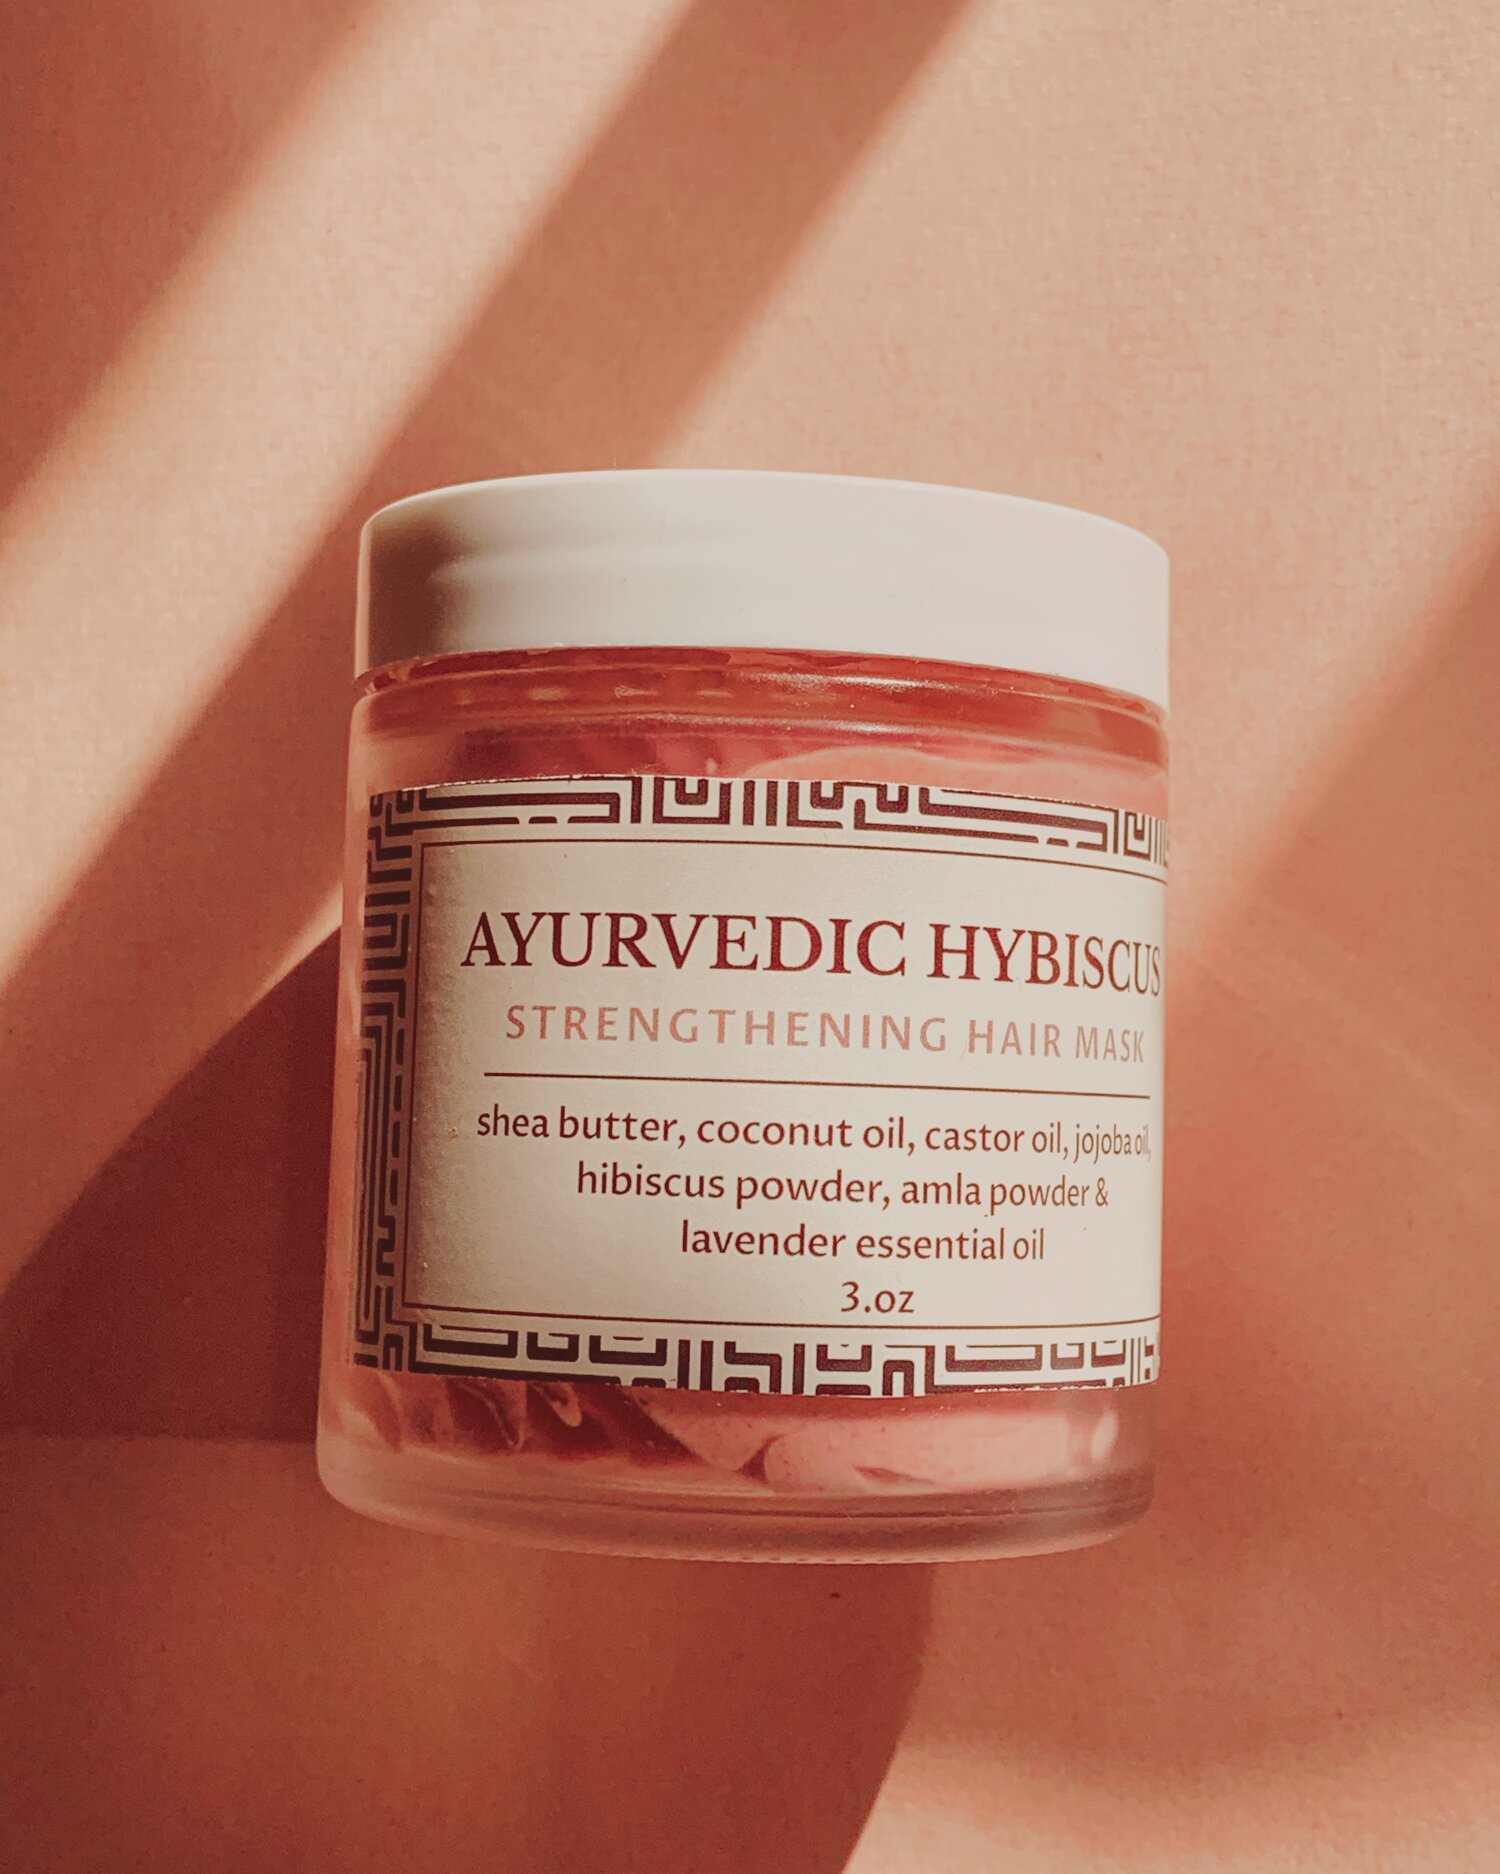 AYURVEDIC HYBISCUS
STRENGTHENING HAIR MASK
shea butter, coconut oil, castor oil, jojoba oil,
hibiscus powder, amla powder &
lavender essential oil
3.oz